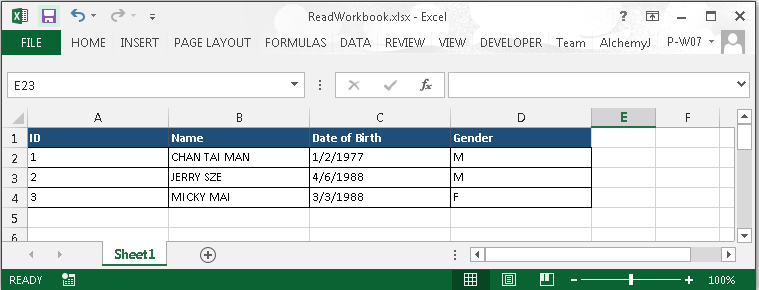 ReadWorkbook.xlsx - Excel
FILE HOME INSERT PAGE LAYOUT FORMULAS DATA REVIEW VIEW DEVELOPER Team AlchemyJ P-W07
E23 fx
A B C D E F
1 ID Name Date of Birth Gender
2 1 CHAN TAI MAN 1/2/1977 M
3 2 JERRY SZE 4/6/1988 M
4 3 MICKY MAI 3/3/1988 F
5
6
Sheet1
READY 100%